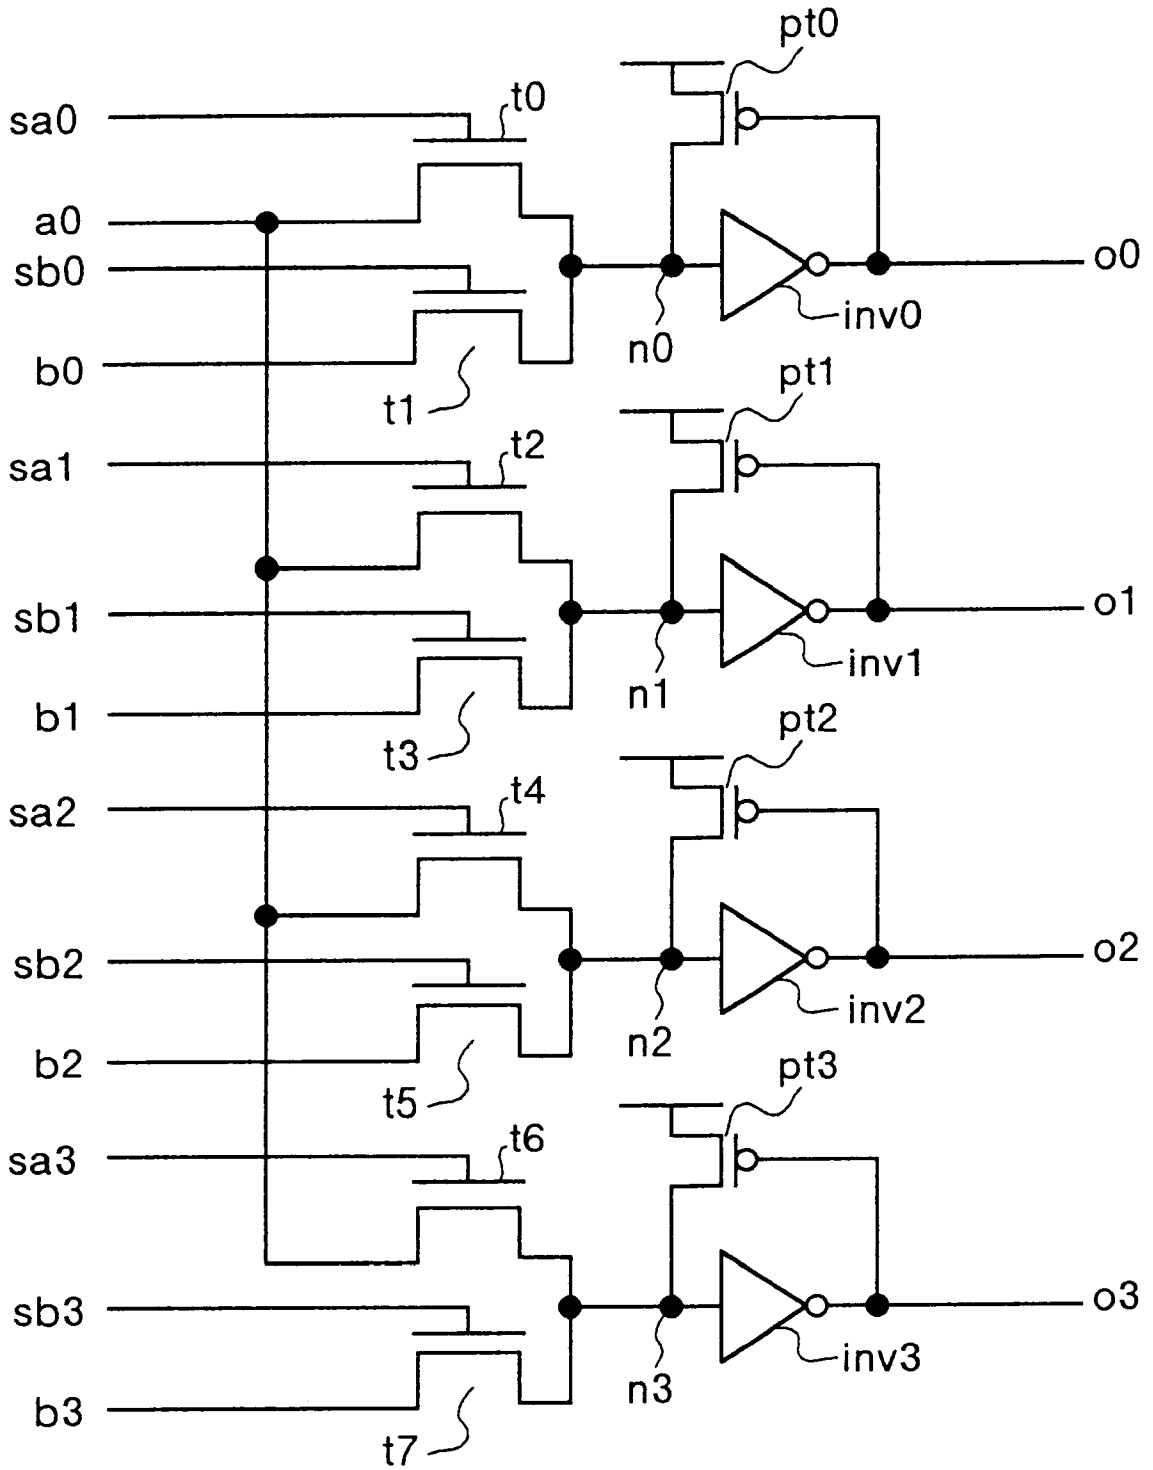 pt0
t0
sa0
a0
sb0
o0
inv0
n0
b0
pt1
t1
t2
sa1
sb1
o1
inv1
n1
b1
pt2
t3
t4
sa2
sb2
o2
inv2
n2
b2
pt3
t5
t6
sa3
sb3
o3
inv3
n3
b3
t7